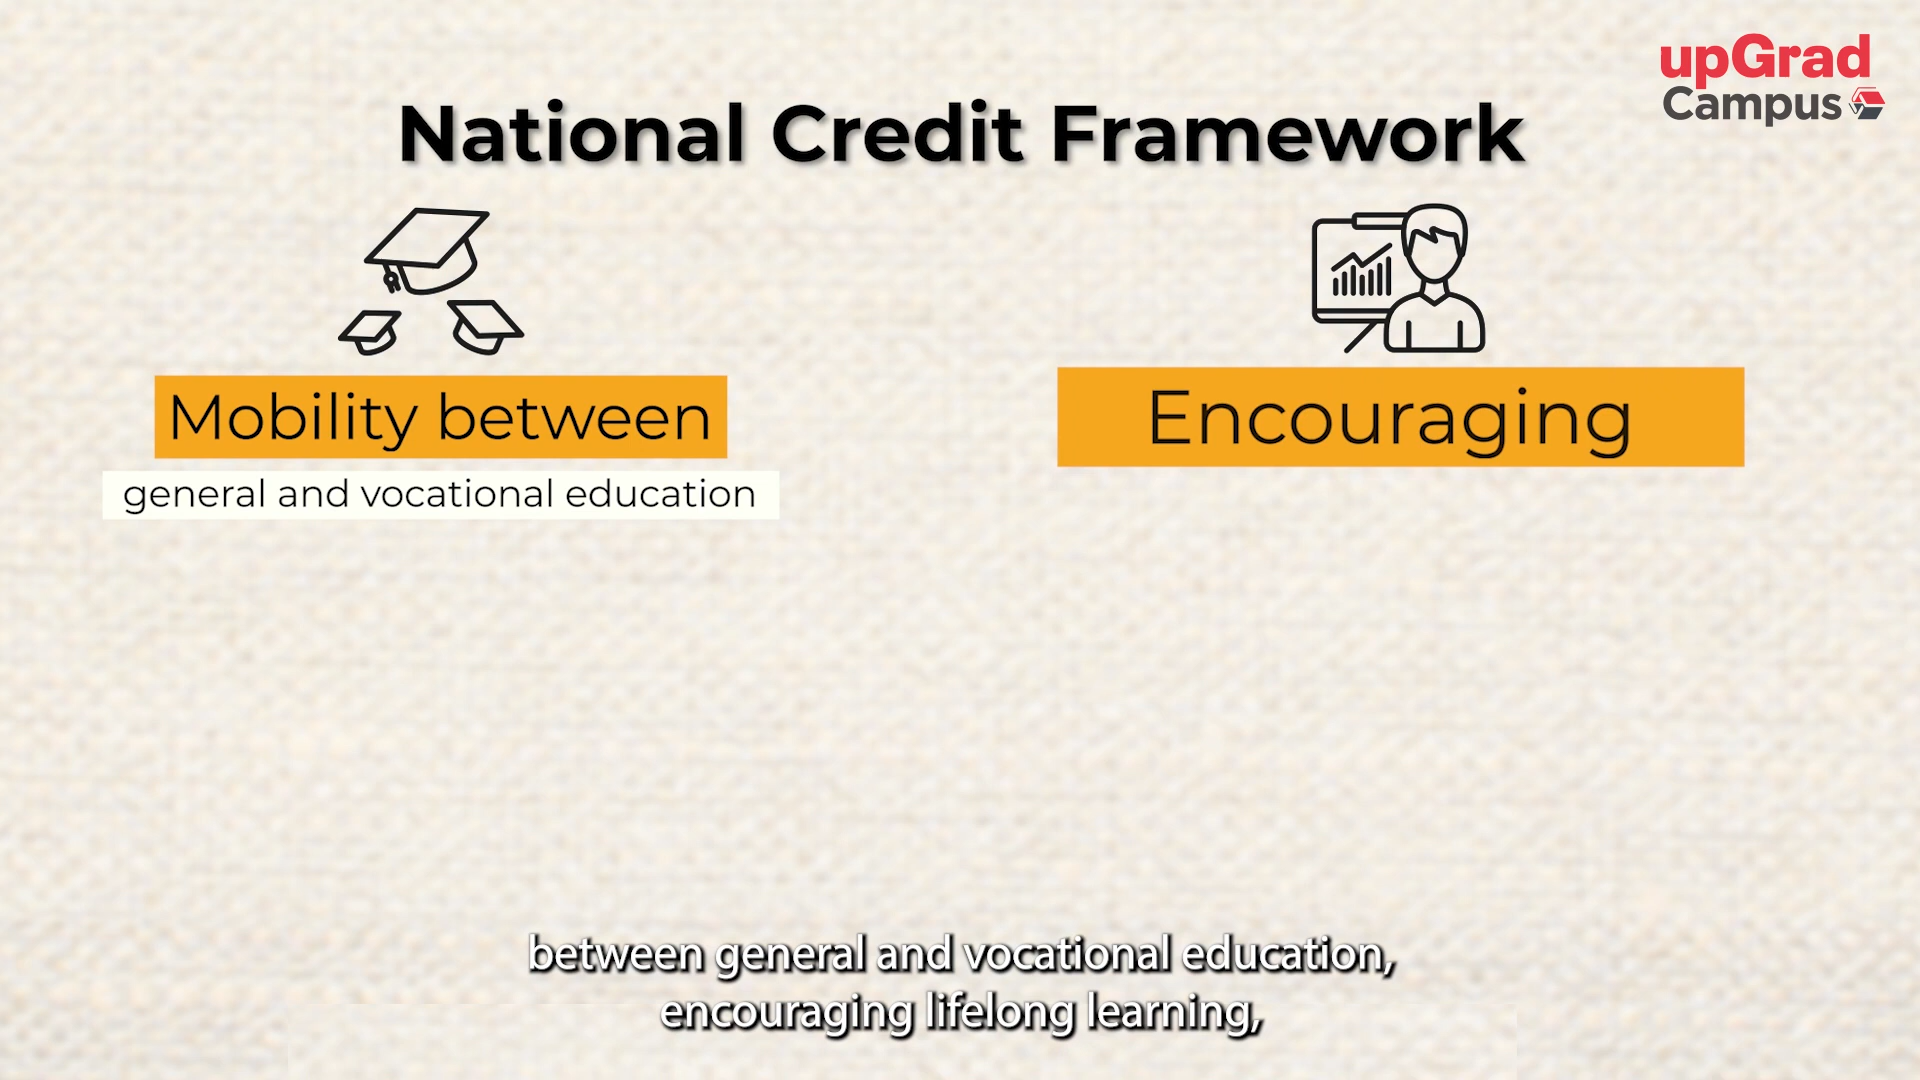 upGrad
Campus
National Credit Framework
Mobility between
general and vocational education
Encouraging
between general and vocational education,
encouraging lifelong learning,